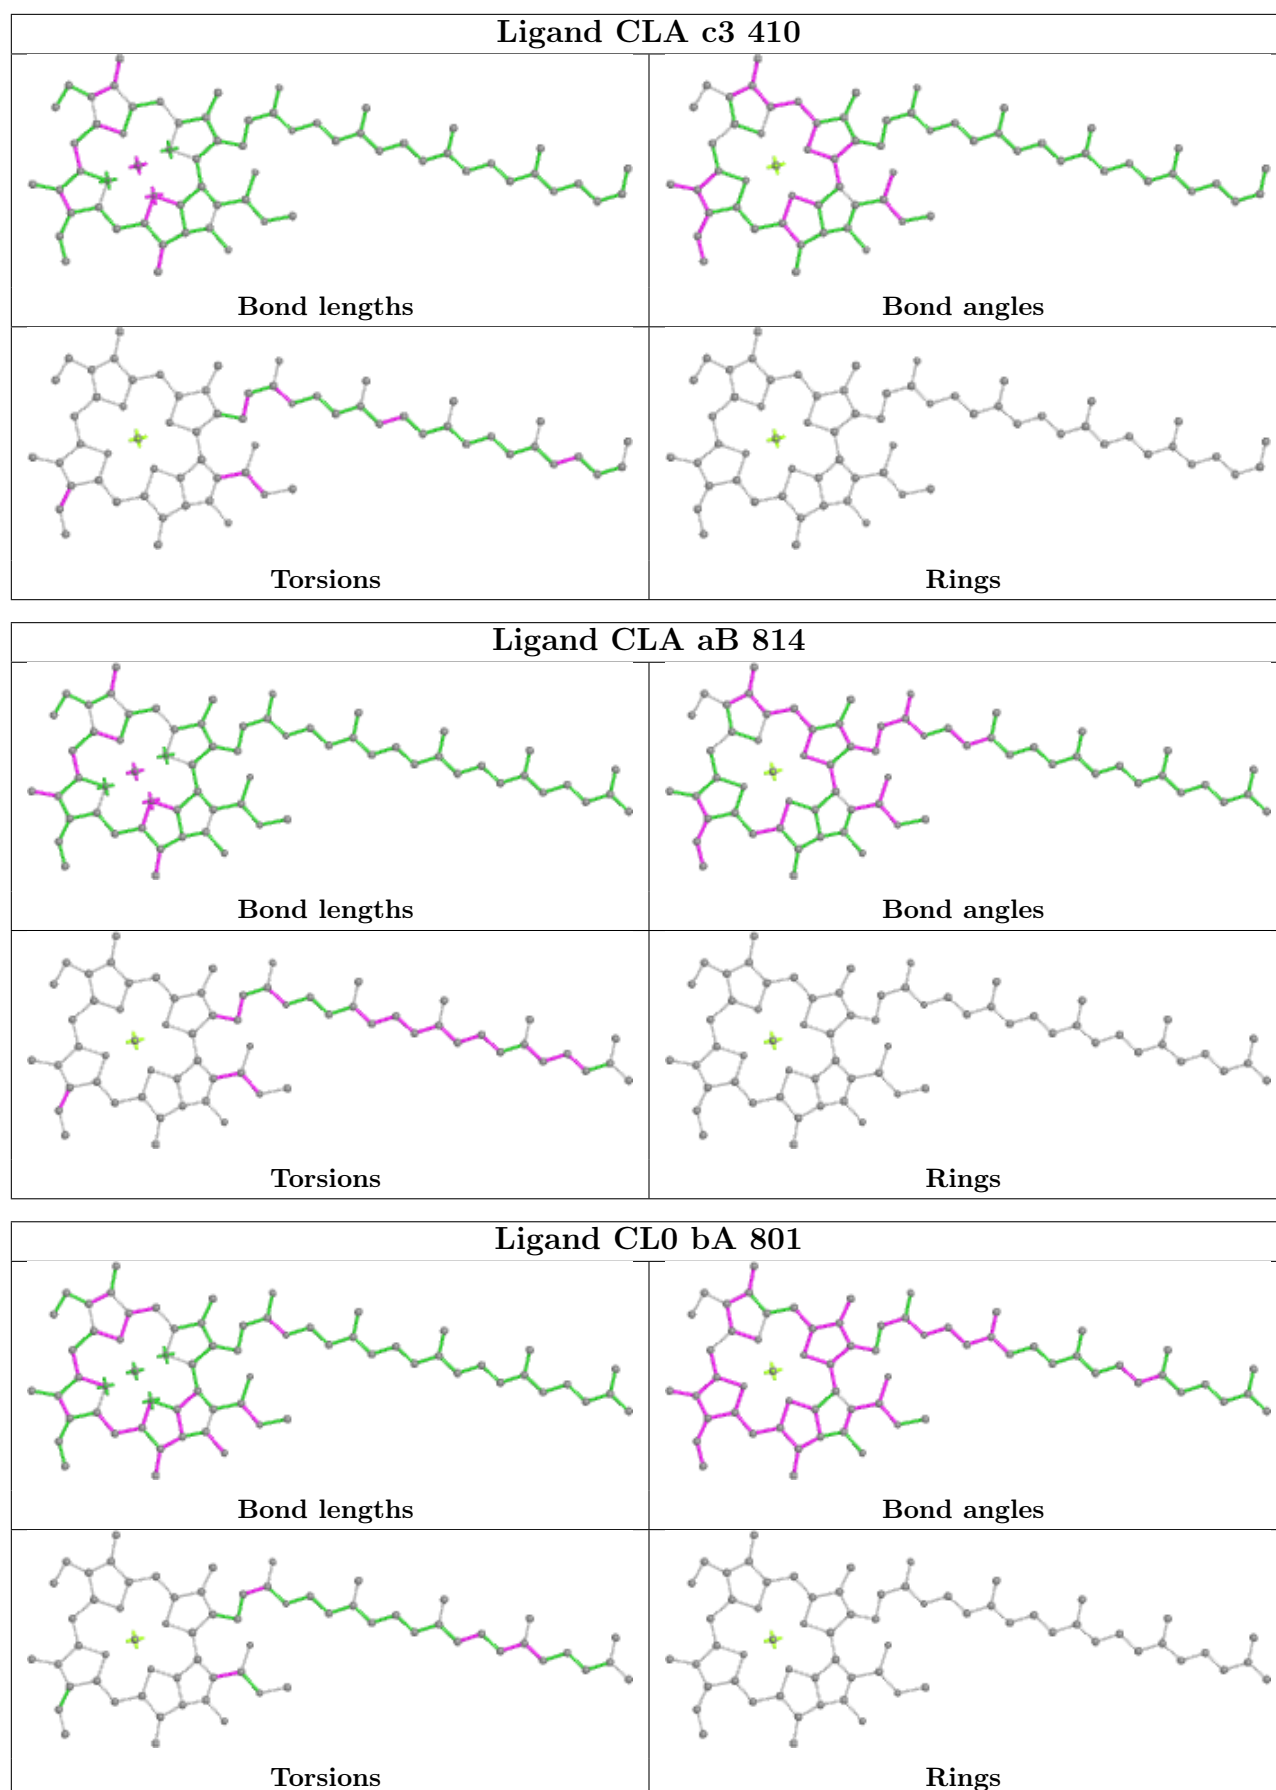 Ligand CLA c3 410
Bond lengths
Bond angles
Torsions
Rings
Ligand CLA aB 814
Bond lengths
Bond angles
Torsions
Rings
Ligand CL0 bA 801
Bond lengths
Bond angles
Torsions
Rings